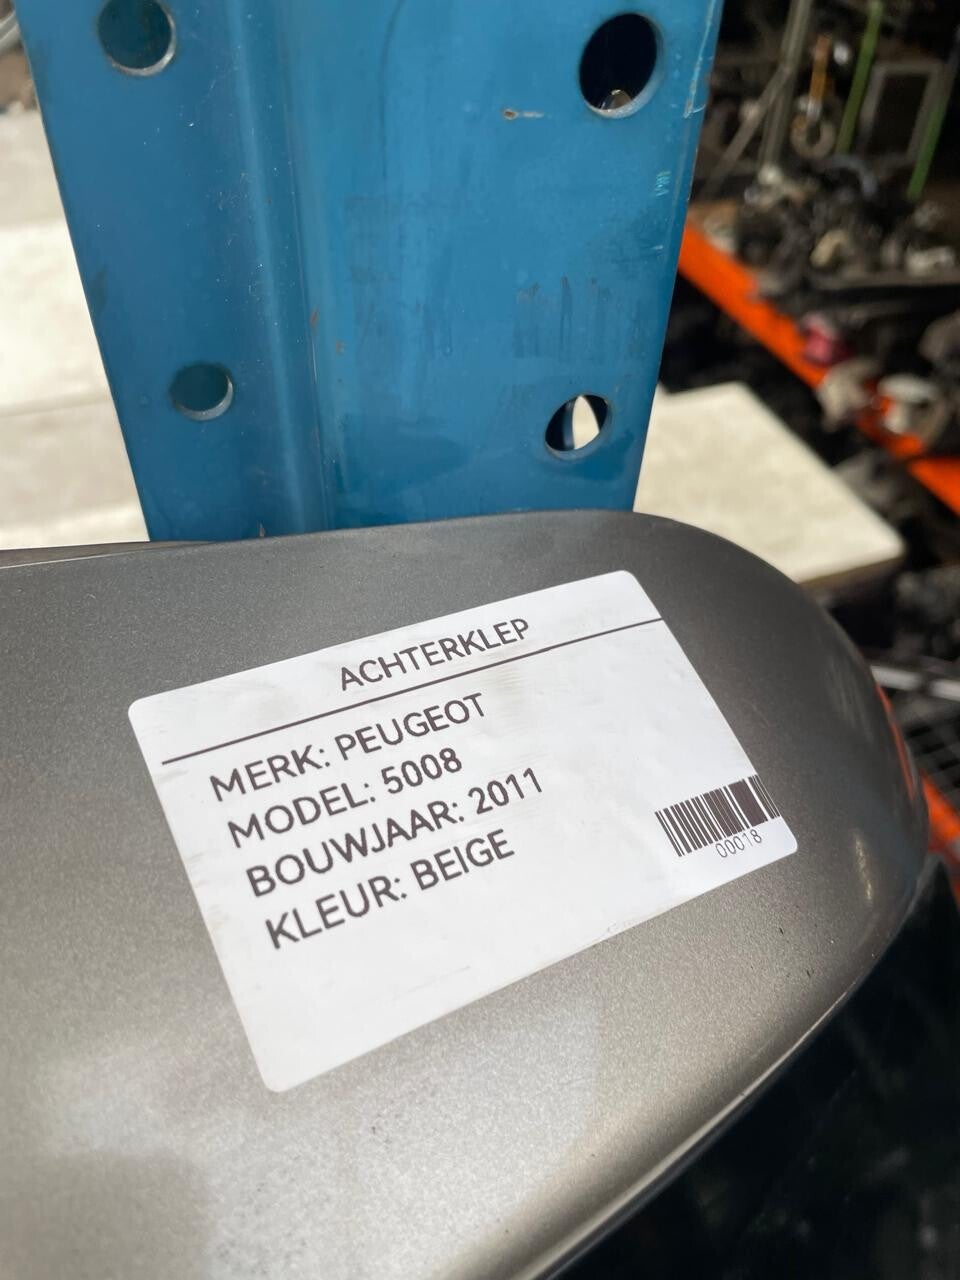 ACHTERKLEP
MERK: PEUGEOT
MODEL: 5008
BOUWJAAR: 2011
KLEUR: BEIGE
00018